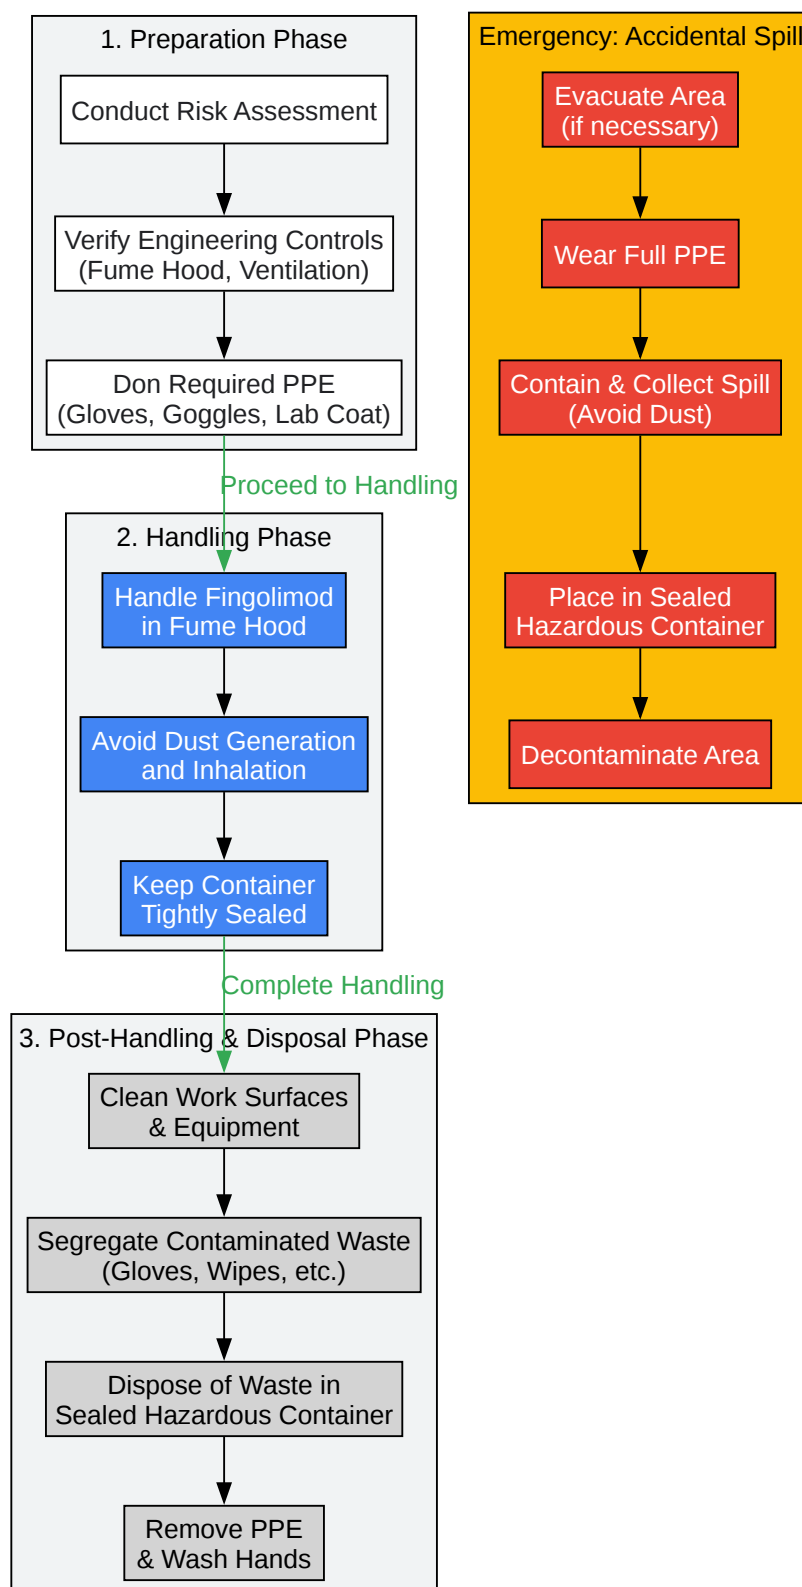 1. Preparation Phase
Conduct Risk Assessment
Verify Engineering Controls
(Fume Hood, Ventilation)
Don Required PPE
(Gloves, Goggles, Lab Coat)
Proceed to Handling
2. Handling Phase
Handle Fingolimod
in Fume Hood
Avoid Dust Generation
and Inhalation
Keep Container
Tightly Sealed
Complete Handling
3. Post-Handling & Disposal Phase
Clean Work Surfaces
& Equipment
Segregate Contaminated Waste
(Gloves, Wipes, etc.)
Dispose of Waste in
Sealed Hazardous Container
Remove PPE
& Wash Hands
Emergency: Accidental Spill
Evacuate Area
(if necessary)
Wear Full PPE
Contain & Collect Spill
(Avoid Dust)
Place in Sealed
Hazardous Container
Decontaminate Area